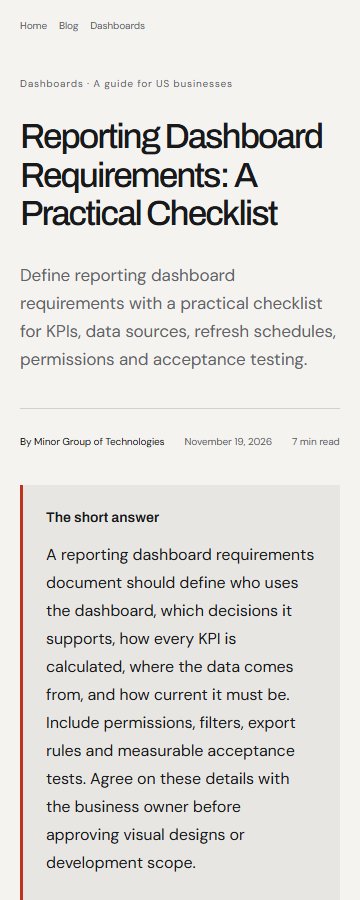 Home Blog Dashboards
Dashboards · A guide for US businesses
Reporting Dashboard
Requirements: A
Practical Checklist
Define reporting dashboard
requirements with a practical checklist
for KPIs, data sources, refresh schedules,
permissions and acceptance testing.
By Minor Group of Technologies November 19, 2026 7 min read
The short answer
A reporting dashboard requirements
document should define who uses
the dashboard, which decisions it
supports, how every KPI is
calculated, where the data comes
from, and how current it must be.
Include permissions, filters, export
rules and measurable acceptance
tests. Agree on these details with
the business owner before
approving visual designs or
development scope.